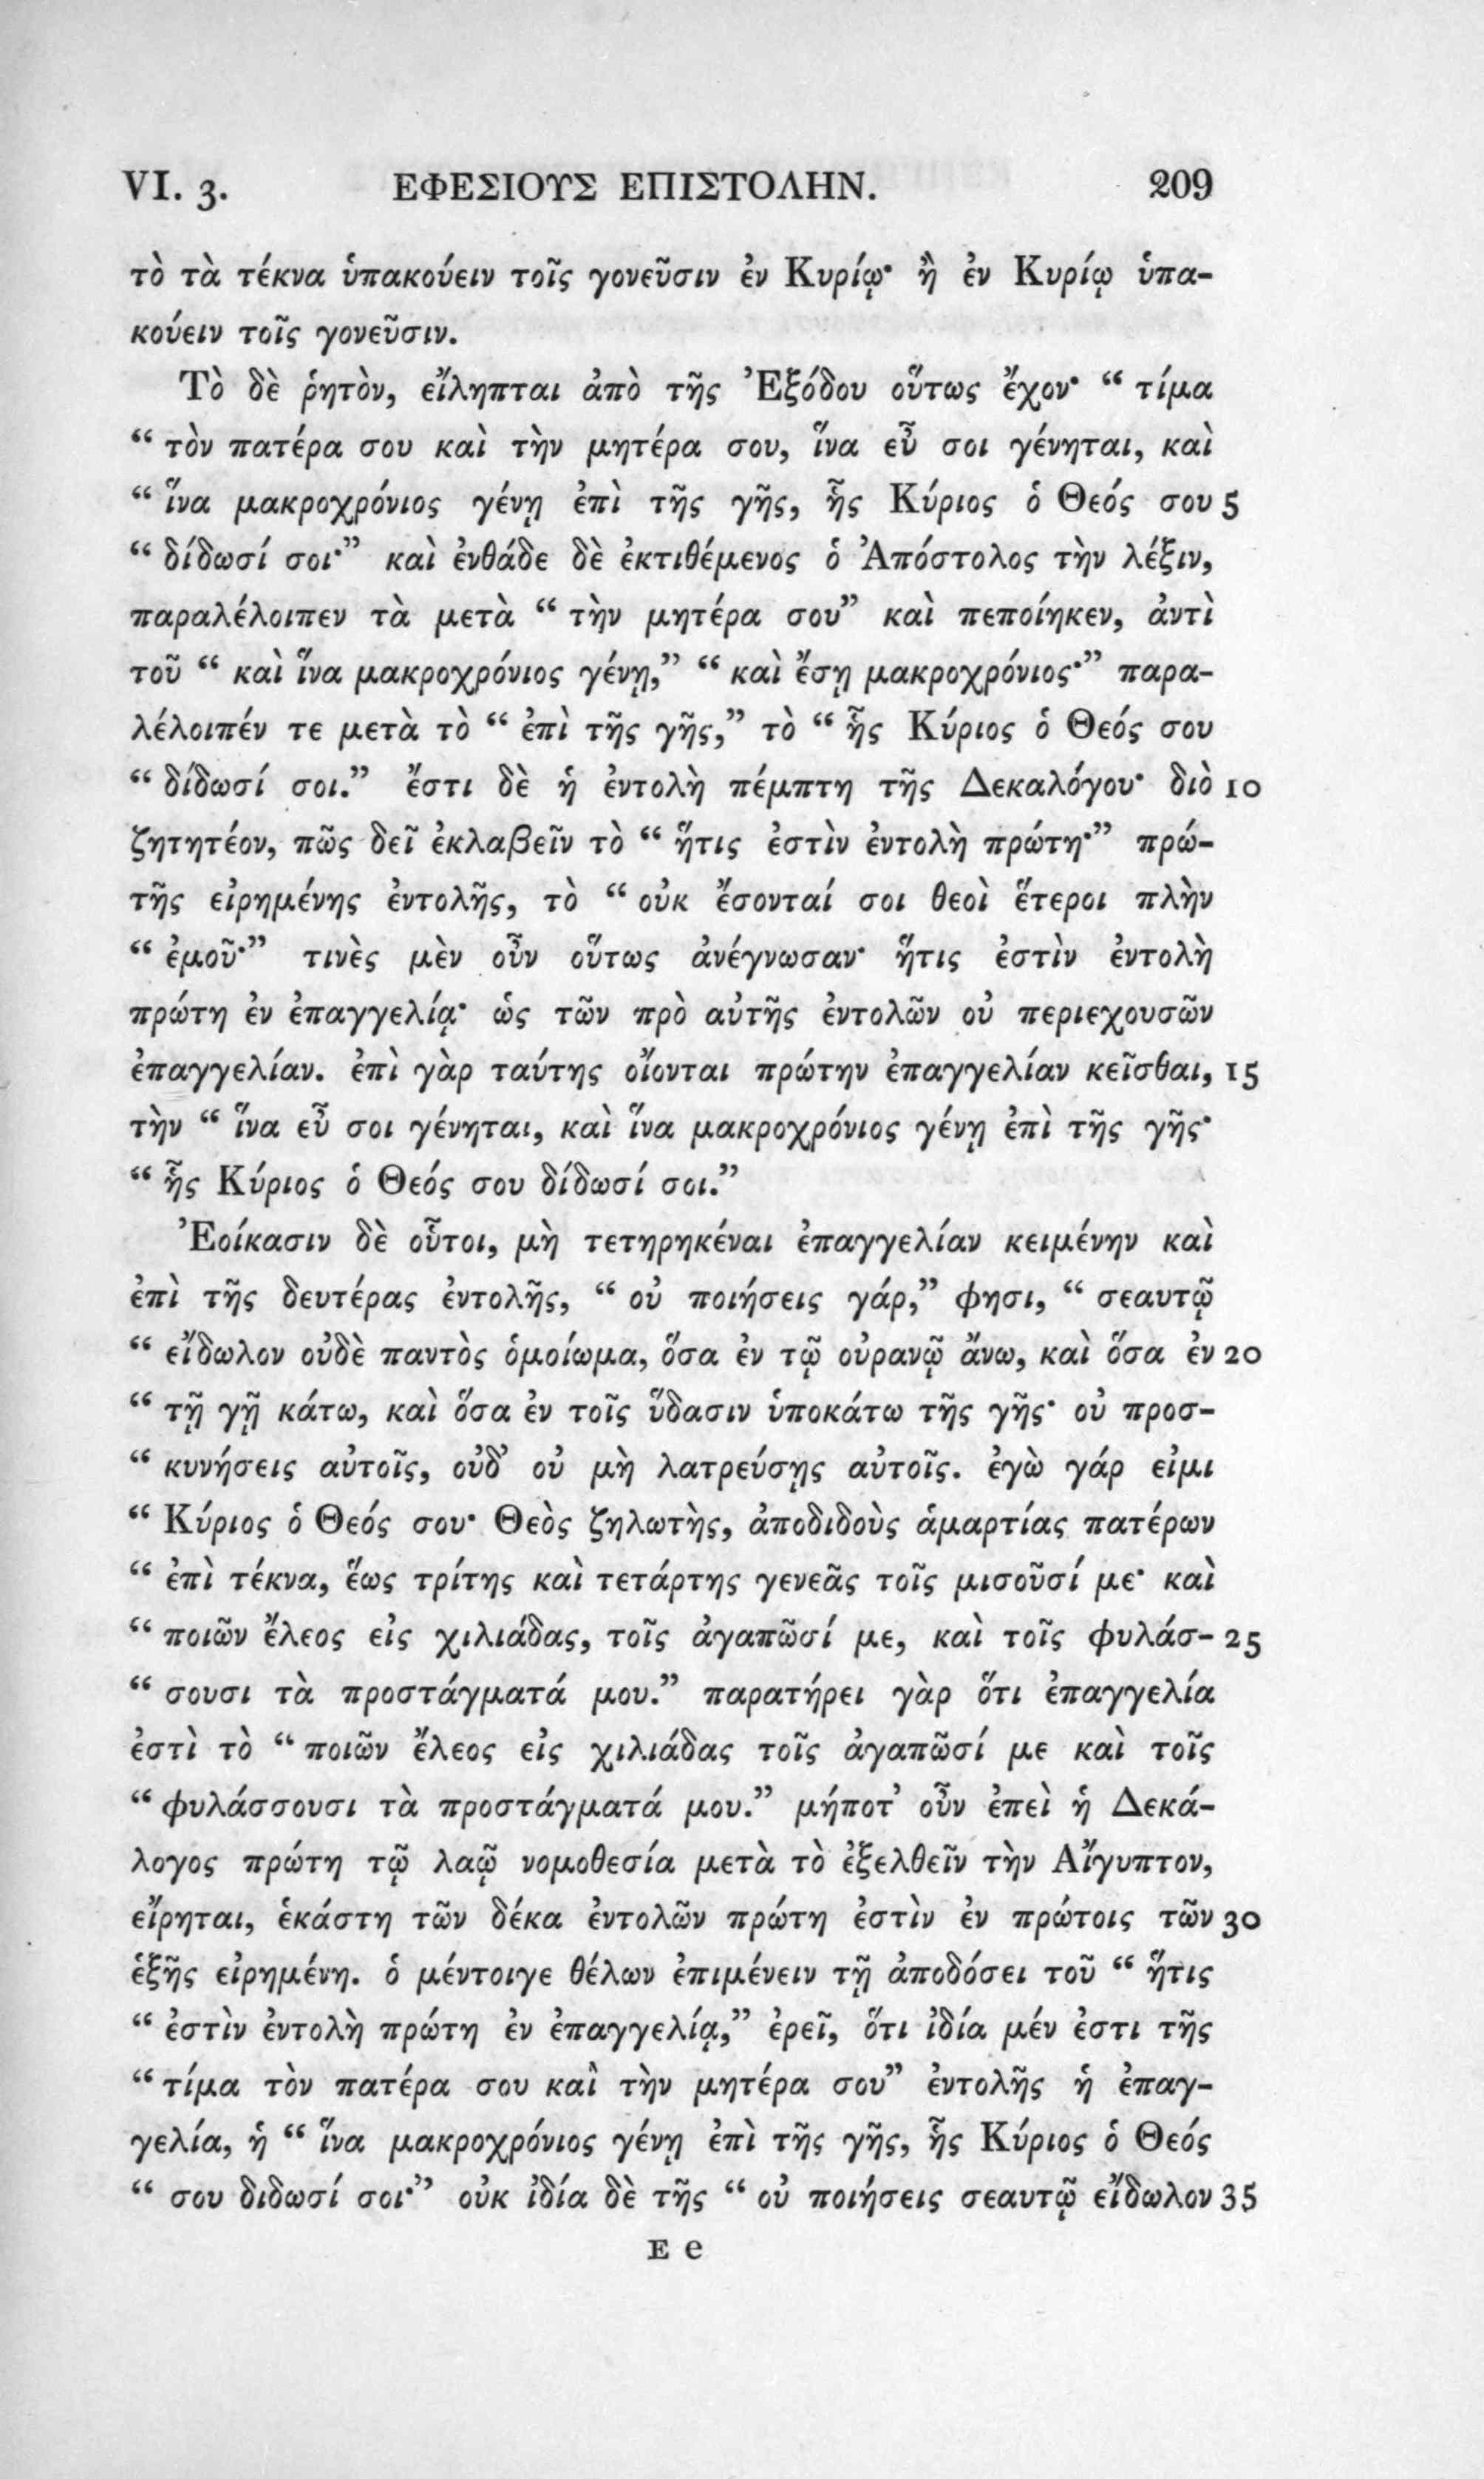 VI. 3. ΕΦΕΣΙΟΥΣ ΕΠΙΣΤΟΛΗΝ. 209
τὸ τὰ τέκνα ὑπακούειν τοῖς γονεῦσιν ἐν Κυρίῳ· ἢ ἐν Κυρίῳ ὑπα-
κούειν τοῖς γονεῦσιν.
Τὸ δὲ ῥητὸν, εἴληπται ἀπὸ τῆς Ἐξόδου οὕτως ἔχον· “ τίμα
“ τὸν πατέρα σου καὶ τὴν μητέρα σου, ἵνα εὖ σοι γένηται, καὶ
“ ἵνα μακροχρόνιος γένῃ ἐπὶ τῆς γῆς, ἧς Κύριος ὁ Θεός σου 5
“ δίδωσί σοι·” καὶ ἐνθάδε δὲ ἐκτιθέμενος ὁ Ἀπόστολος τὴν λέξιν,
παραλέλοιπεν τὰ μετὰ “ τὴν μητέρα σου” καὶ πεποίηκεν, ἀντὶ
τοῦ “ καὶ ἵνα μακροχρόνιος γένῃ,” “ καὶ ἔσῃ μακροχρόνιος·” παρα-
λέλοιπέν τε μετὰ τὸ “ ἐπὶ τῆς γῆς,” τὸ “ ἧς Κύριος ὁ Θεός σου
“ δίδωσί σοι.” ἔστι δὲ ἡ ἐντολὴ πέμπτη τῆς Δεκαλόγου· διὸ 10
ζητητέον, πῶς δεῖ ἐκλαβεῖν τὸ “ ἥτις ἐστὶν ἐντολὴ πρώτη·” πρώ-
τῆς εἰρημένης ἐντολῆς, τὸ “ οὐκ ἔσονταί σοι θεοὶ ἕτεροι πλὴν
“ ἐμοῦ·” τινὲς μὲν οὖν οὕτως ἀνέγνωσαν· ἥτις ἐστὶν ἐντολὴ
πρώτη ἐν ἐπαγγελίᾳ· ὡς τῶν πρὸ αὐτῆς ἐντολῶν οὐ περιεχουσῶν
ἐπαγγελίαν. ἐπὶ γὰρ ταύτης οἴονται πρώτην ἐπαγγελίαν κεῖσθαι, 15
τὴν “ ἵνα εὖ σοι γένηται, καὶ ἵνα μακροχρόνιος γένῃ ἐπὶ τῆς γῆς·
“ ἧς Κύριος ὁ Θεός σου δίδωσί σοι.”
Ἐοίκασιν δὲ οὗτοι, μὴ τετηρηκέναι ἐπαγγελίαν κειμένην καὶ
ἐπὶ τῆς δευτέρας ἐντολῆς, “ οὐ ποιήσεις γάρ,” φησι, “ σεαυτῷ
“ εἴδωλον οὐδὲ παντὸς ὁμοίωμα, ὅσα ἐν τῷ οὐρανῷ ἄνω, καὶ ὅσα ἐν 20
“ τῇ γῇ κάτω, καὶ ὅσα ἐν τοῖς ὕδασιν ὑποκάτω τῆς γῆς· οὐ προσ-
“ κυνήσεις αὐτοῖς, οὐδ’ οὐ μὴ λατρεύσῃς αὐτοῖς. ἐγὼ γάρ εἰμι
“ Κύριος ὁ Θεός σου· Θεὸς ζηλωτὴς, ἀποδιδοὺς ἁμαρτίας πατέρων
“ ἐπὶ τέκνα, ἕως τρίτης καὶ τετάρτης γενεᾶς τοῖς μισοῦσί με· καὶ
“ ποιῶν ἔλεος εἰς χιλιάδας, τοῖς ἀγαπῶσί με, καὶ τοῖς φυλάσ- 25
“ σουσι τὰ προστάγματά μου.” παρατήρει γὰρ ὅτι ἐπαγγελία
ἐστὶ τὸ “ ποιῶν ἔλεος εἰς χιλιάδας τοῖς ἀγαπῶσί με καὶ τοῖς
“ φυλάσσουσι τὰ προστάγματά μου.” μήποτ’ οὖν ἐπεὶ ἡ Δεκά-
λογος πρώτη τῷ λαῷ νομοθεσία μετὰ τὸ ἐξελθεῖν τὴν Αἴγυπτον,
εἴρηται, ἑκάστη τῶν δέκα ἐντολῶν πρώτη ἐστὶν ἐν πρώτοις τῶν 30
ἑξῆς εἰρημένη. ὁ μέντοιγε θέλων ἐπιμένειν τῇ ἀποδόσει τοῦ “ ἥτις
“ ἐστὶν ἐντολὴ πρώτη ἐν ἐπαγγελίᾳ,” ἐρεῖ, ὅτι ἰδία μέν ἐστι τῆς
“ τίμα τὸν πατέρα σου καὶ τὴν μητέρα σου” ἐντολῆς ἡ ἐπαγ-
γελία, ἡ “ ἵνα μακροχρόνιος γένῃ ἐπὶ τῆς γῆς, ἧς Κύριος ὁ Θεός
“ σου διδωσί σοι·” οὐκ ἰδία δὲ τῆς “ οὐ ποιήσεις σεαυτῷ εἴδωλον 35
E e